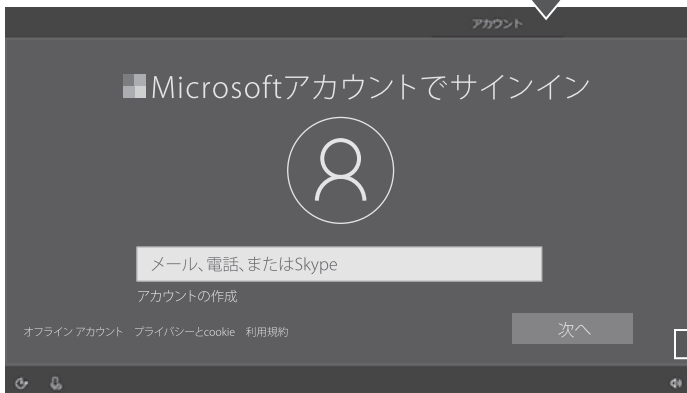 アカウント
Microsoftアカウントでサインイン
メール、電話、またはSkype
アカウントの作成
オフライン アカウント プライバシーとcookie 利用規約
次へ